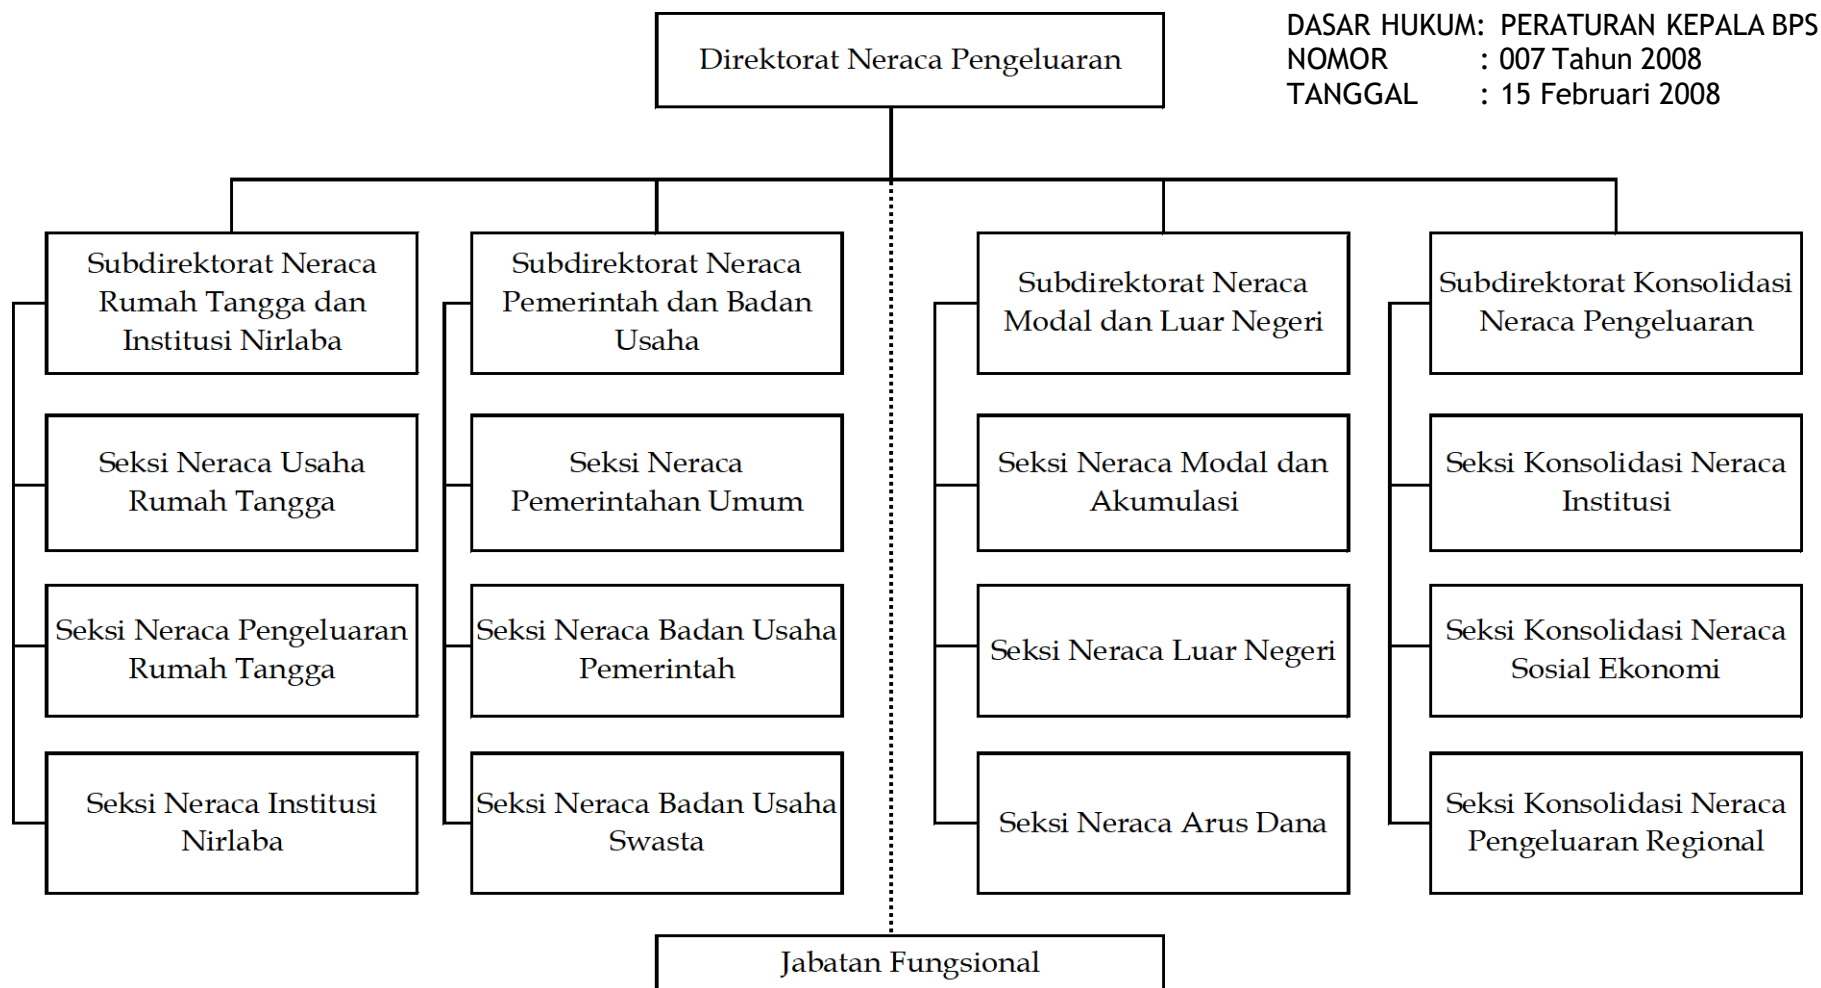 Direktorat Neraca Pengeluaran
DASAR HUKUM: PERATURAN KEPALA BPS
NOMOR : 007 Tahun 2008
TANGGAL : 15 Februari 2008
Subdirektorat Neraca
Rumah Tangga dan
Institusi Nirlaba
Seksi Neraca Usaha
Rumah Tangga
Seksi Neraca Pengeluaran
Rumah Tangga
Seksi Neraca Institusi
Nirlaba
Subdirektorat Neraca
Pemerintah dan Badan
Usaha
Seksi Neraca
Pemerintahan Umum
Seksi Neraca Badan Usaha
Pemerintah
Seksi Neraca Badan Usaha
Swasta
Subdirektorat Neraca
Modal dan Luar Negeri
Seksi Neraca Modal dan
Akumulasi
Seksi Neraca Luar Negeri
Seksi Neraca Arus Dana
Subdirektorat Konsolidasi
Neraca Pengeluaran
Seksi Konsolidasi Neraca
Institusi
Seksi Konsolidasi Neraca
Sosial Ekonomi
Seksi Konsolidasi Neraca
Pengeluaran Regional
Jabatan Fungsional